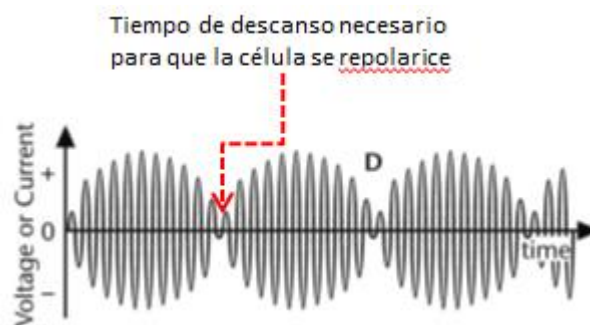 Tiempo de descanso necesario
para que la célula se repolarice
D
Voltage or Current
+
0
–
time